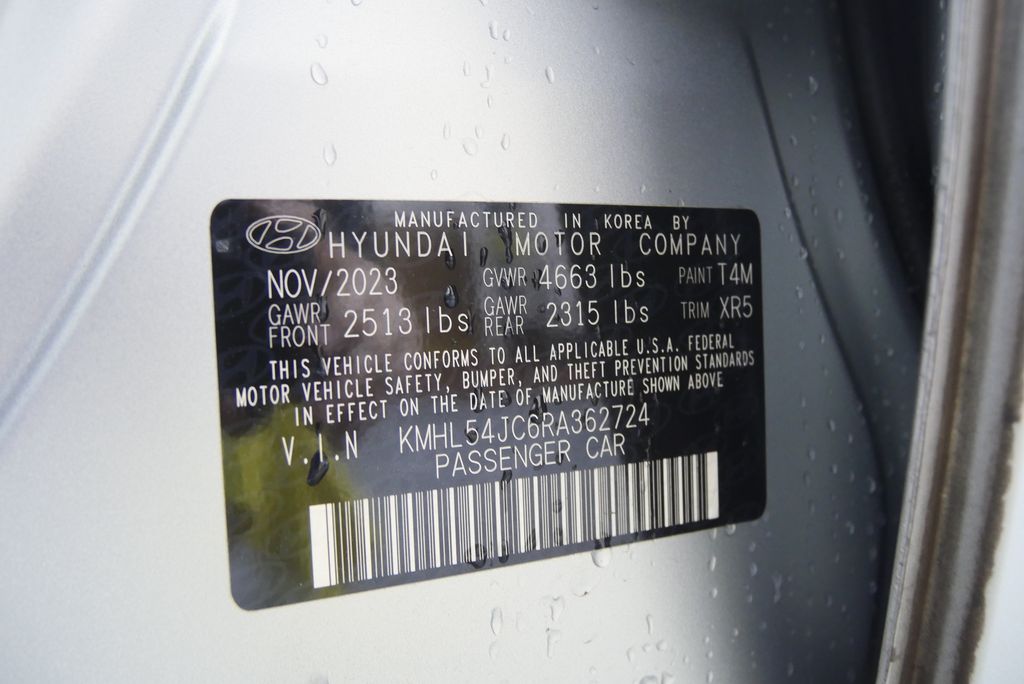 MANUFACTURED IN KOREA BY
HYUNDAI MOTOR COMPANY
NOV/2023 GVWR 4663 lbs PAINT T4M
GAWR FRONT 2513 lbs GAWR REAR 2315 lbs TRIM XR5
THIS VEHICLE CONFORMS TO ALL APPLICABLE U.S.A. FEDERAL
MOTOR VEHICLE SAFETY, BUMPER, AND THEFT PREVENTION STANDARDS
IN EFFECT ON THE DATE OF MANUFACTURE SHOWN ABOVE
V.I.N KMHL54JC6RA362724
PASSENGER CAR